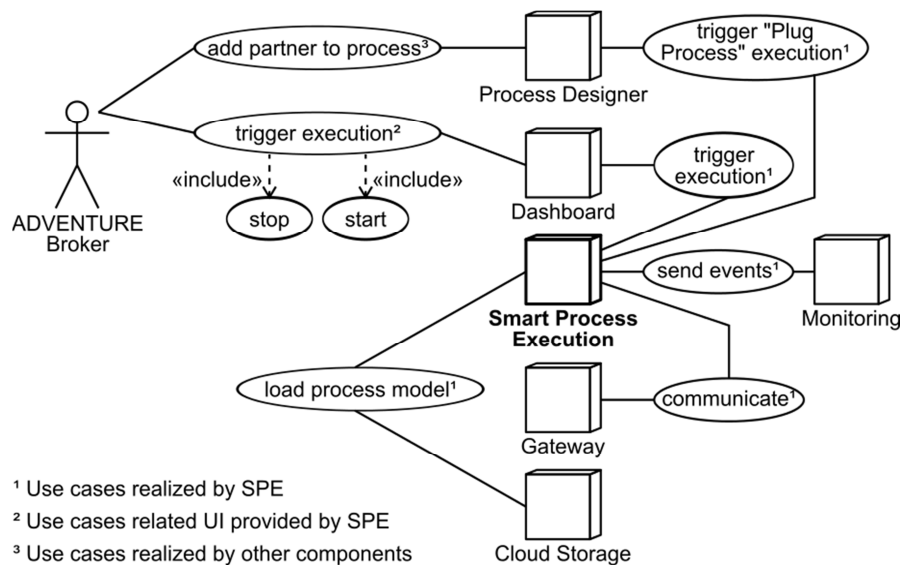 add partner to process³
Process Designer
trigger "Plug
Process" execution¹
ADVENTURE
Broker
trigger execution²
«include»
«include»
stop
start
Dashboard
trigger
execution¹
Smart Process
Execution
send events¹
Monitoring
load process model¹
Gateway
communicate¹
Cloud Storage
¹ Use cases realized by SPE
² Use cases related UI provided by SPE
³ Use cases realized by other components